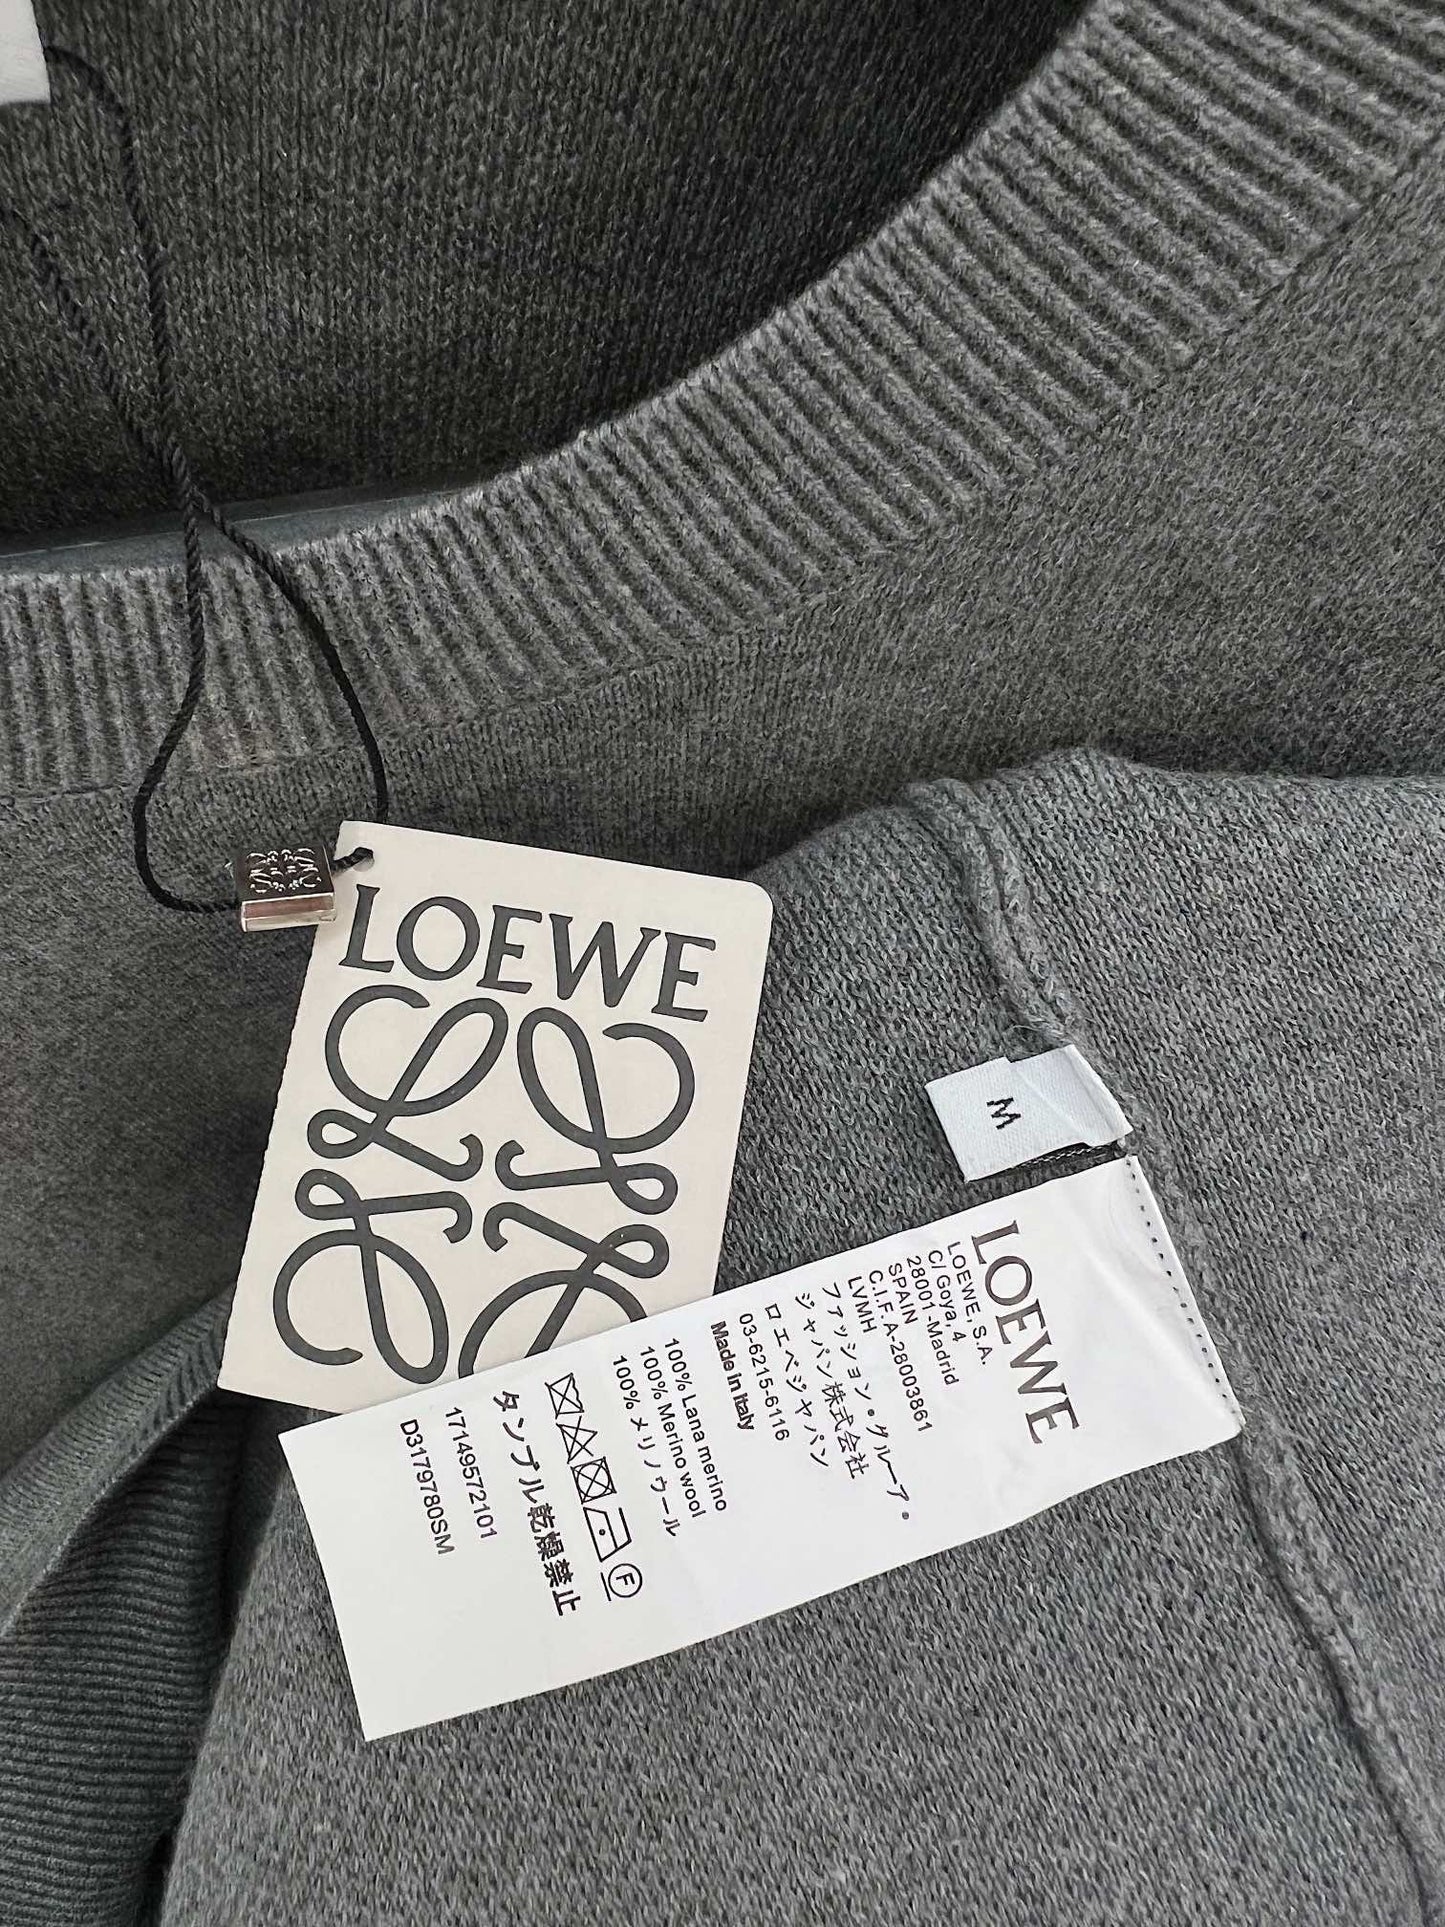 LOEWE
M
LOEWE
LOEWE, S.A.
C/ Goya, 4
28001 -Madrid
SPAIN
C.I.F.A-28003861
LVMH
ファッション・グループ・
ジャパン株式会社
ロエベジャパン
03-6215-6116
Made in Italy
100% Lana merino
100% Merino wool
100% メリノウール
F
タンブル乾燥禁止
17149572101
D3179780SM